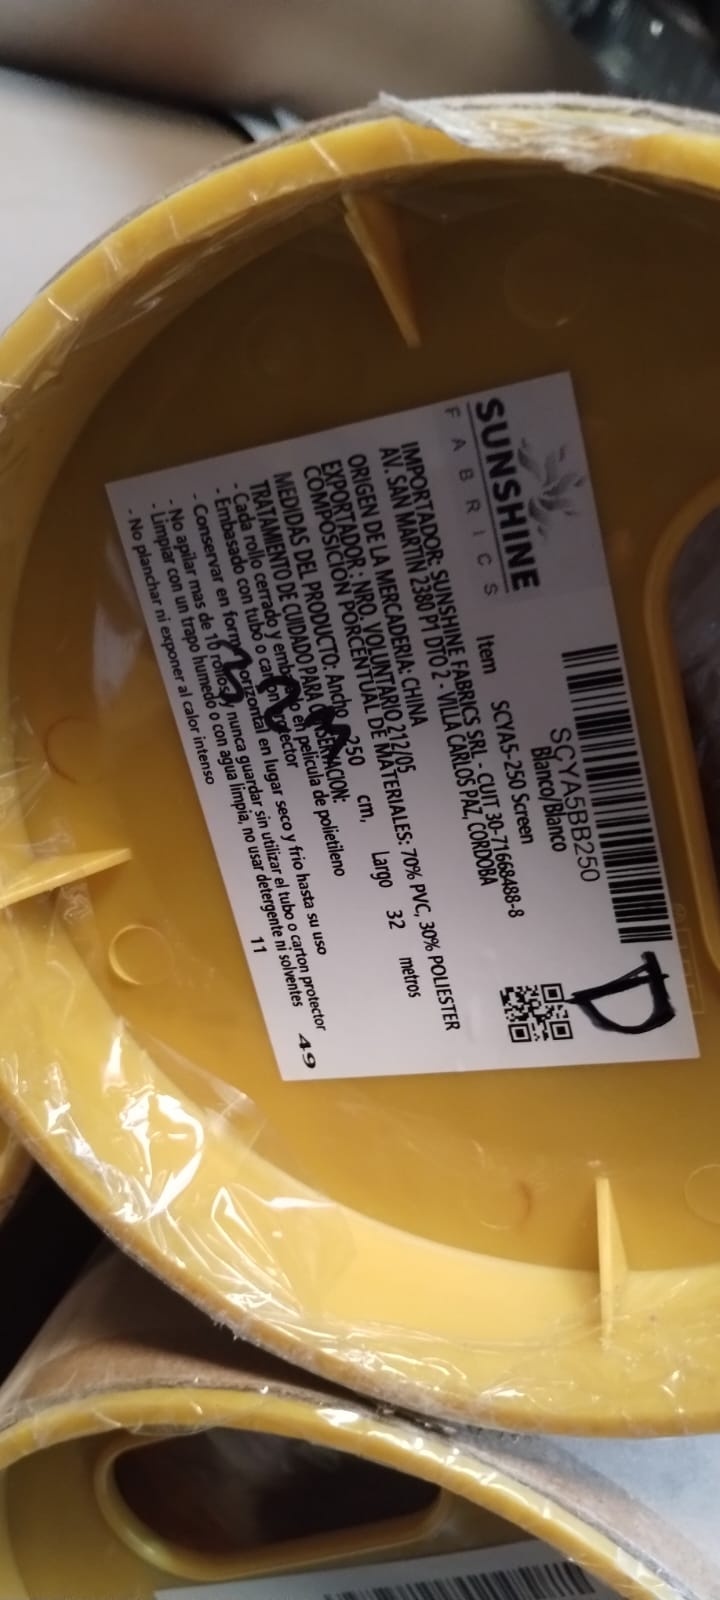 SUNSHINE
FABRICS
SCYA5BB250
Blanco/Blanco
Item SCYA5-250 Screen
IMPORTADOR: SUNSHINE FABRICS SRL - CUIT 30-71668488-8
AV. SAN MARTIN 2380 P1 DTO 2 - VILLA CARLOS PAZ, CORDOBA
ORIGEN DE LA MERCADERIA: CHINA
EXPORTADOR : NRO. VOLUNTARIO 212/05
COMPOSICIÓN PORCENTUAL DE MATERIALES: 70% PVC, 30% POLIESTER
MEDIDAS DEL PRODUCTO: Ancho 250 cm, Largo 32 metros
TRATAMIENTO DE CUIDADO PARA CONSERVACION:
- Cada rollo cerrado y embalado en pelicula de polietileno
- Embasado con tubo o carton protector
- Conservar en forma horizontal en lugar seco y frio hasta su uso
- No apilar mas de 10 rollos y nunca guardar sin utilizar el tubo o carton protector
- Limpiar con un trapo humedo o con agua limpia, no usar detergente ni solventes
- No planchar ni exponer al calor intenso
11
49
D